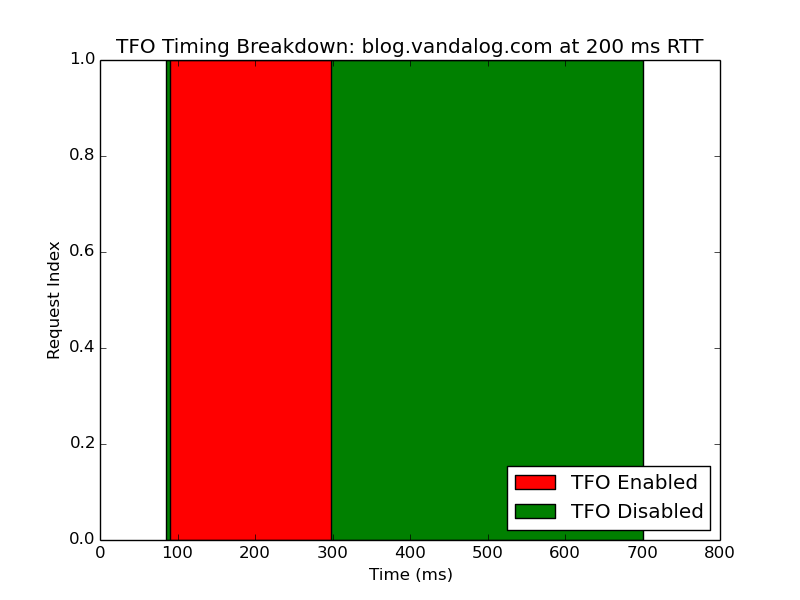 TFO Timing Breakdown: blog.vandalog.com at 200 ms RTT
1.0
0.8
0.6
0.4
0.2
0.0
Request Index
TFO Enabled
TFO Disabled
0 100 200 300 400 500 600 700 800
Time (ms)